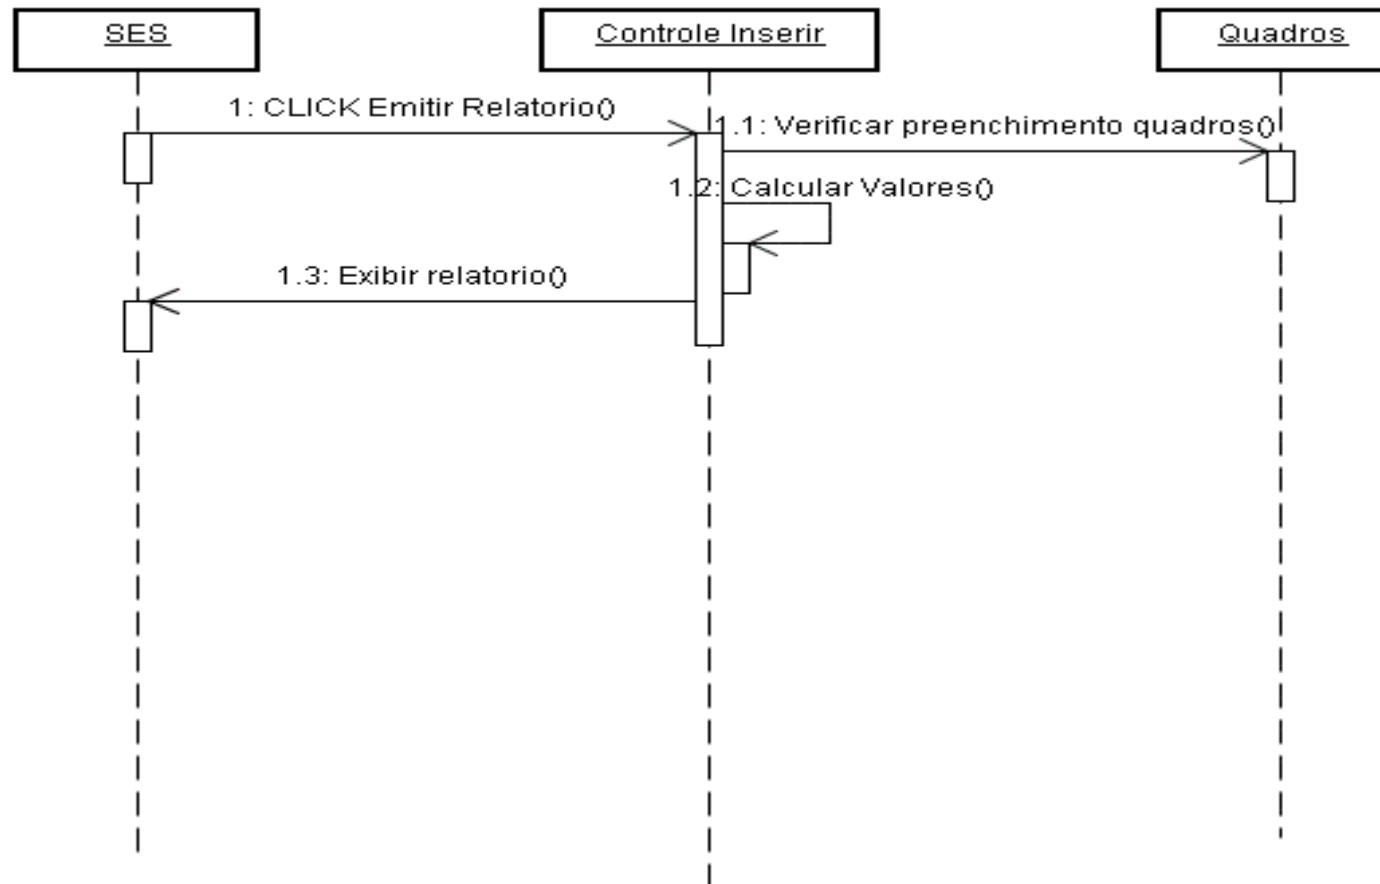 SES
Controle Inserir
Quadros
1: CLICK Emitir Relatorio()
1.1: Verificar preenchimento quadros()
1.2: Calcular Valores()
1.3: Exibir relatorio()